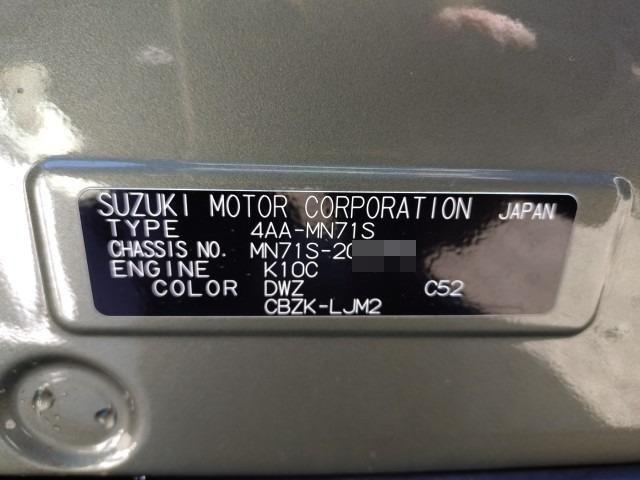 SUZUKI MOTOR CORPORATION JAPAN
TYPE 4AA-MN71S
CHASSIS NO. MN71S-20
ENGINE K10C
COLOR DWZ C52
CBZK-LJM2